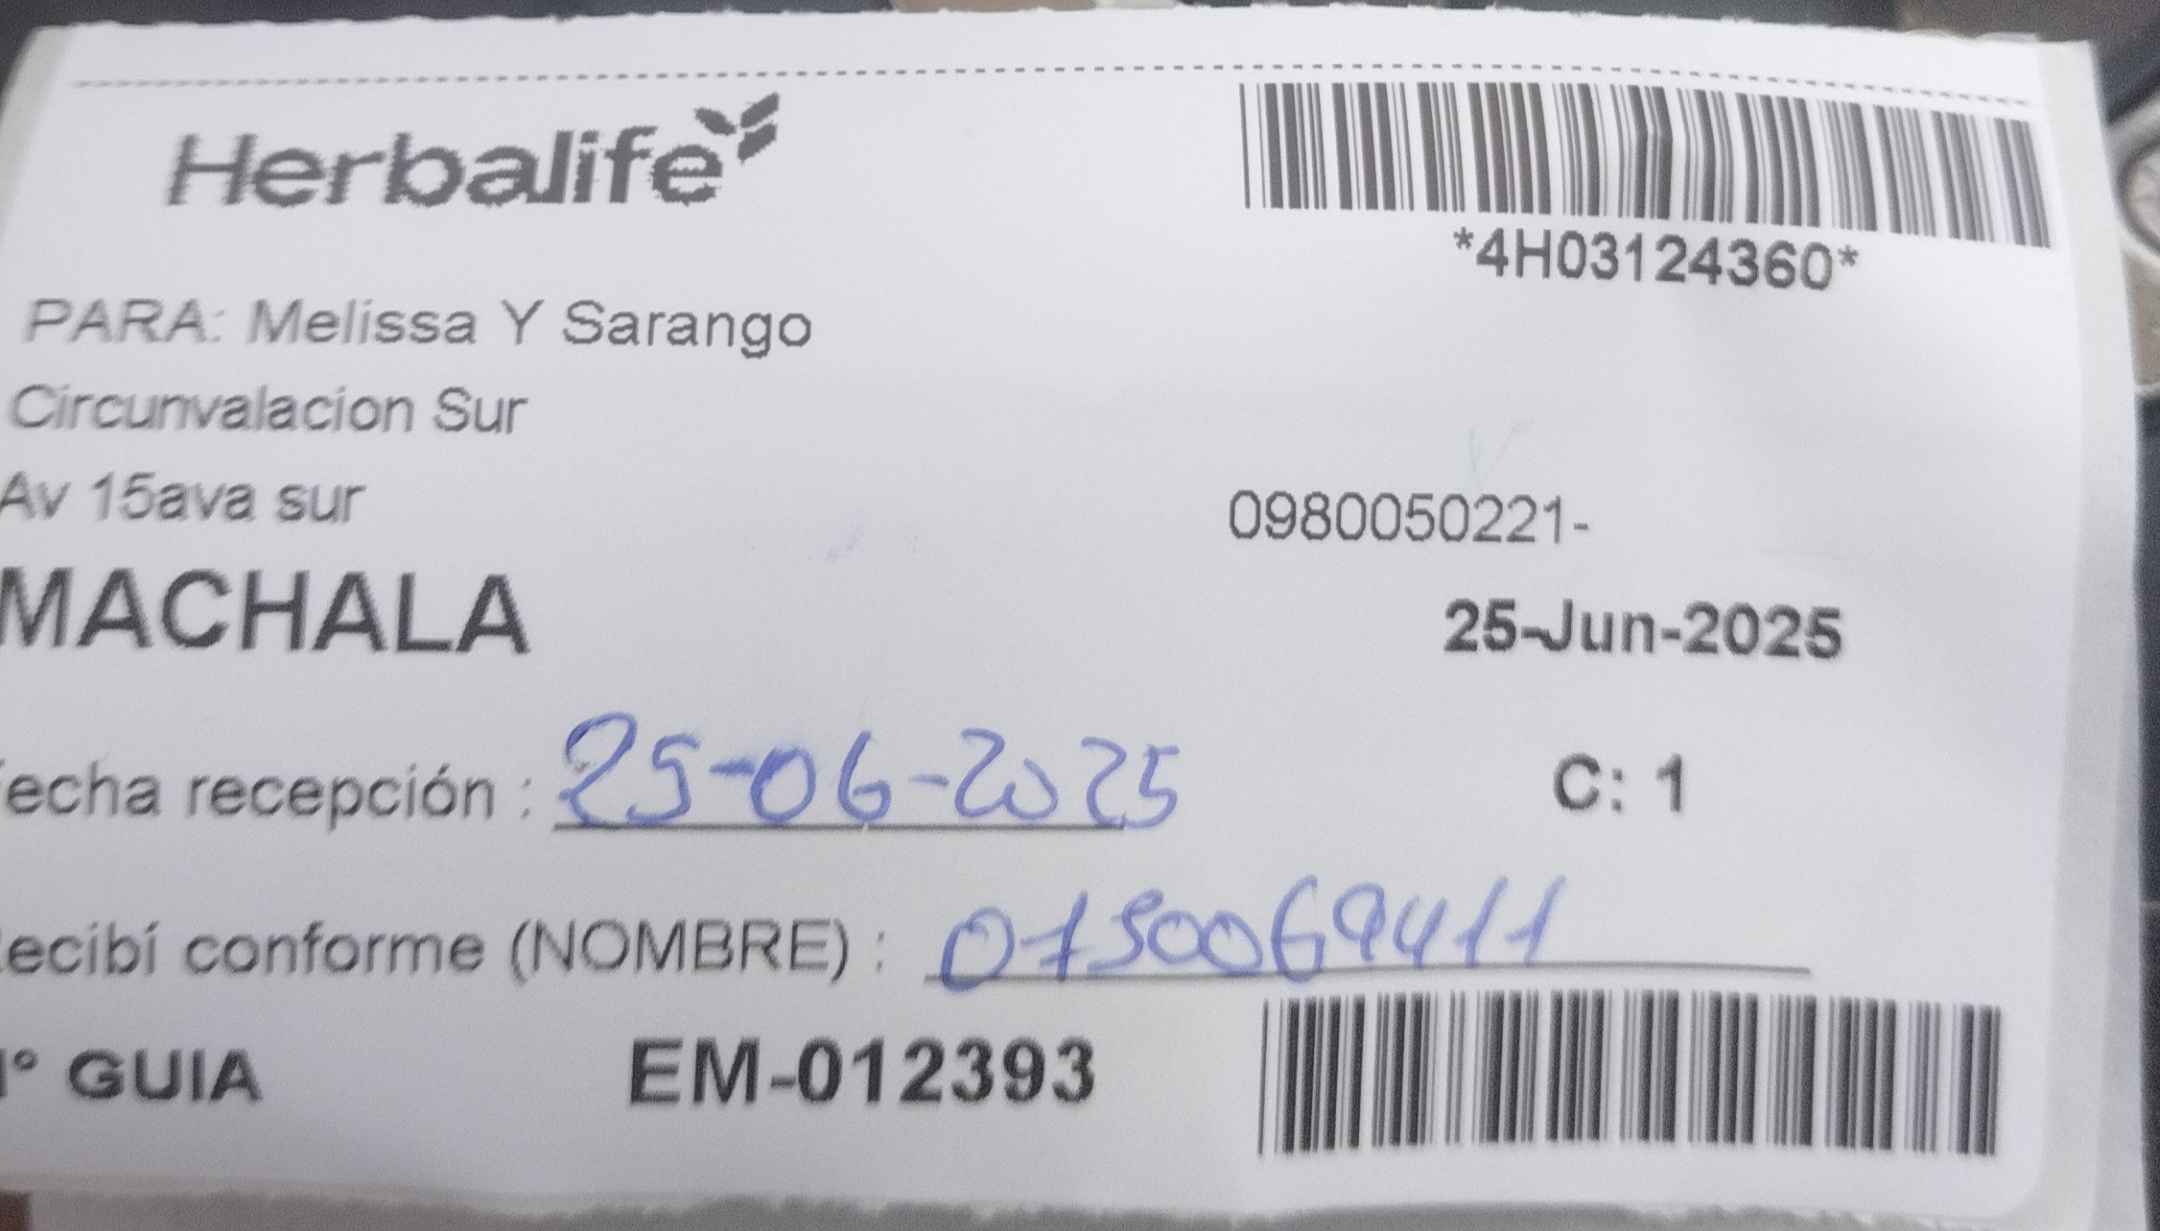 Herbalife
*4H03124360*
PARA: Melissa Y Sarango
Circunvalacion Sur
Av 15ava sur
0980050221-
MACHALA
25-Jun-2025
echa recepción : 25-06-2025
C: 1
ecibí conforme (NOMBRE) : 0750069411
° GUIA EM-012393